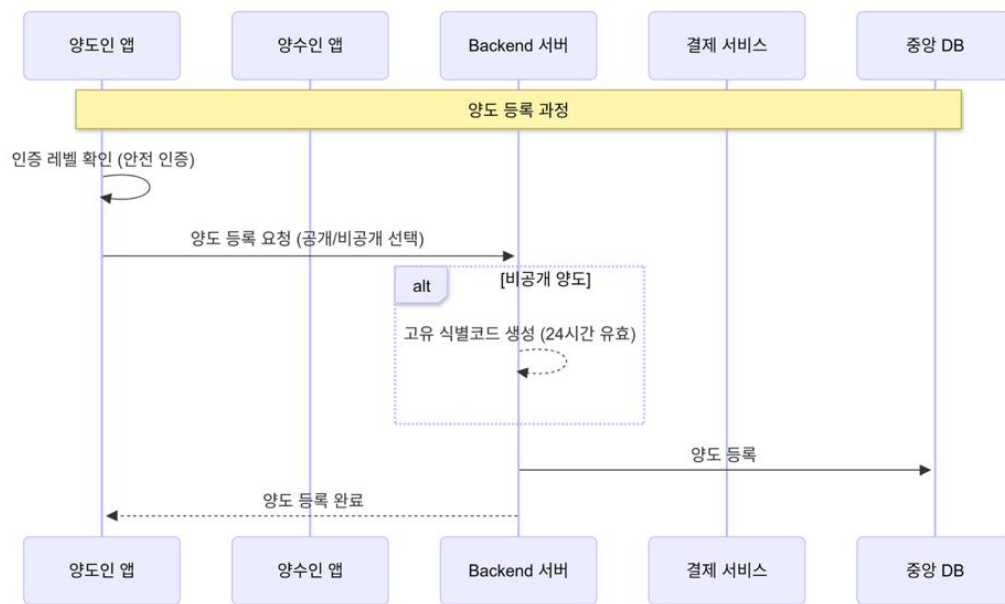 양도인 앱
양수인 앱
Backend 서버
결제 서비스
중앙 DB
양도 등록 과정
인증 레벨 확인 (안전 인증)
양도 등록 요청 (공개/비공개 선택)
alt
[비공개 양도]
고유 식별코드 생성 (24시간 유효)
양도 등록
양도 등록 완료
양도인 앱
양수인 앱
Backend 서버
결제 서비스
중앙 DB